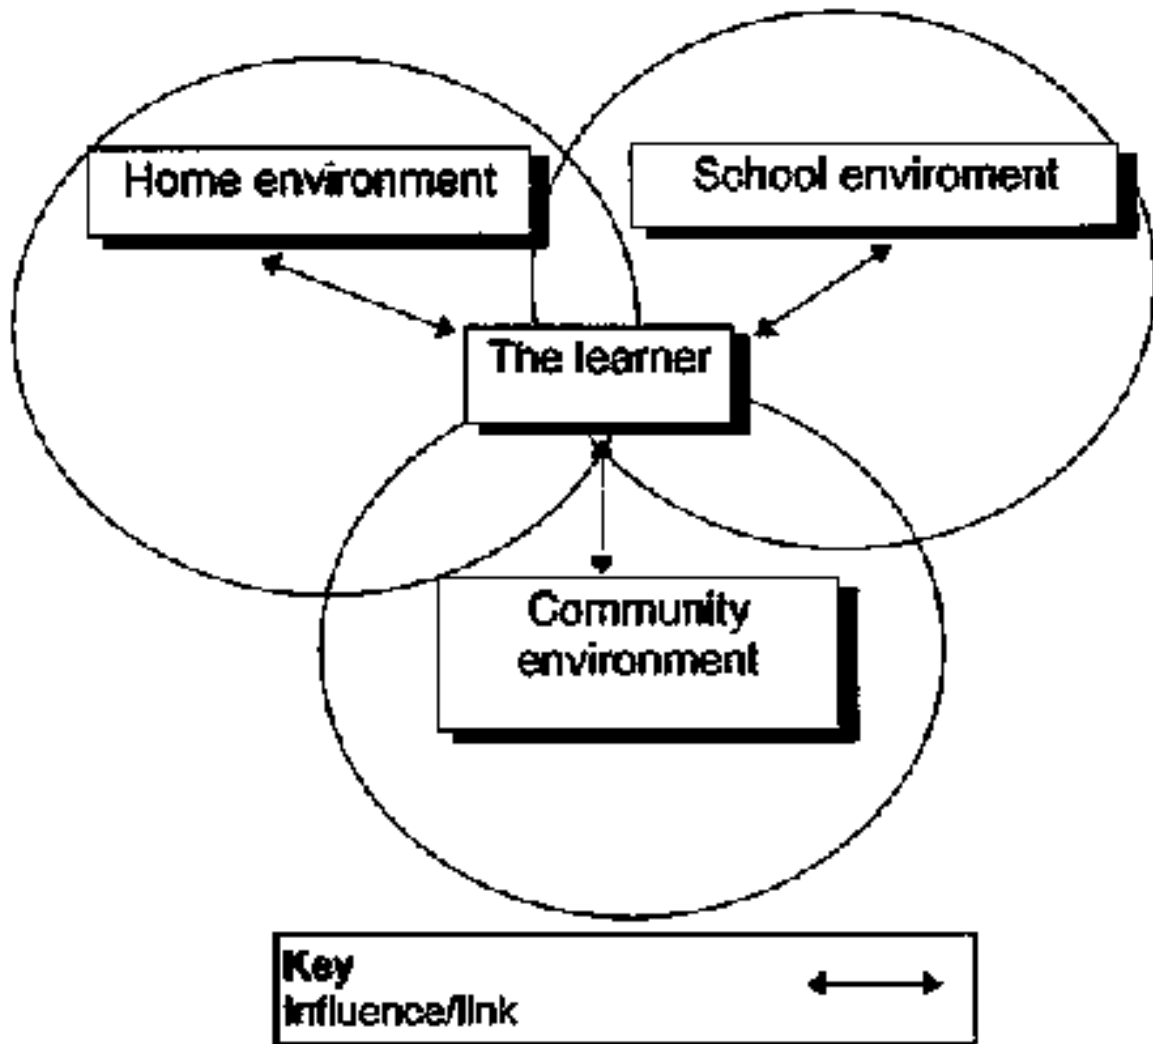 Home environment
School enviroment
The learner
Community
environment
Key
Influence/link